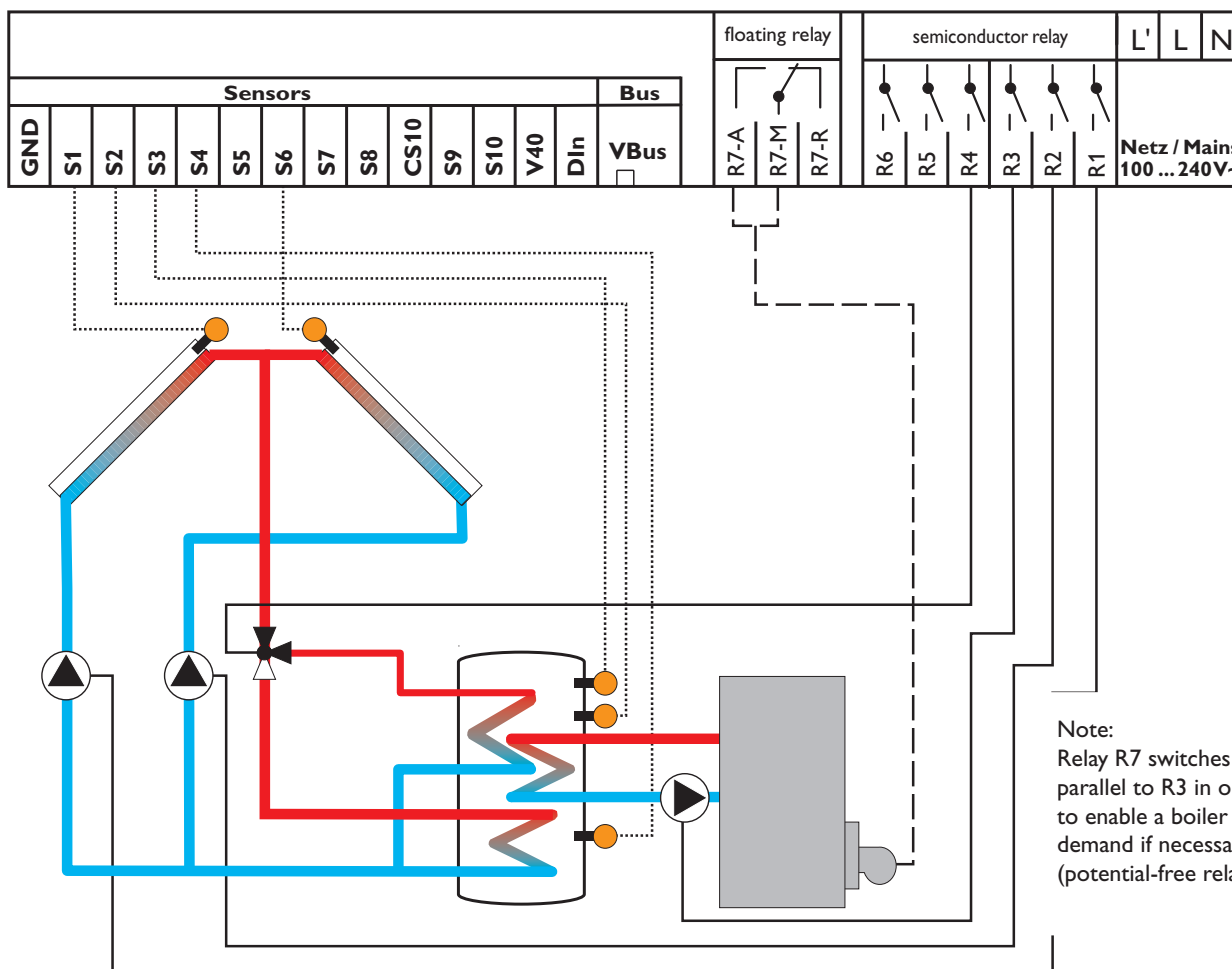 floating relay
semiconductor relay
L' L N
Sensors
Bus
GND S1 S2 S3 S4 S5 S6 S7 S8 CS10 S9 S10 V40 DIn
VBus
R7-A R7-M R7-R
R6 R5 R4 R3 R2 R1
Netz / Mains
100 ... 240 V~
Note:
Relay R7 switches
parallel to R3 in o
to enable a boiler
demand if necessa
(potential-free rela